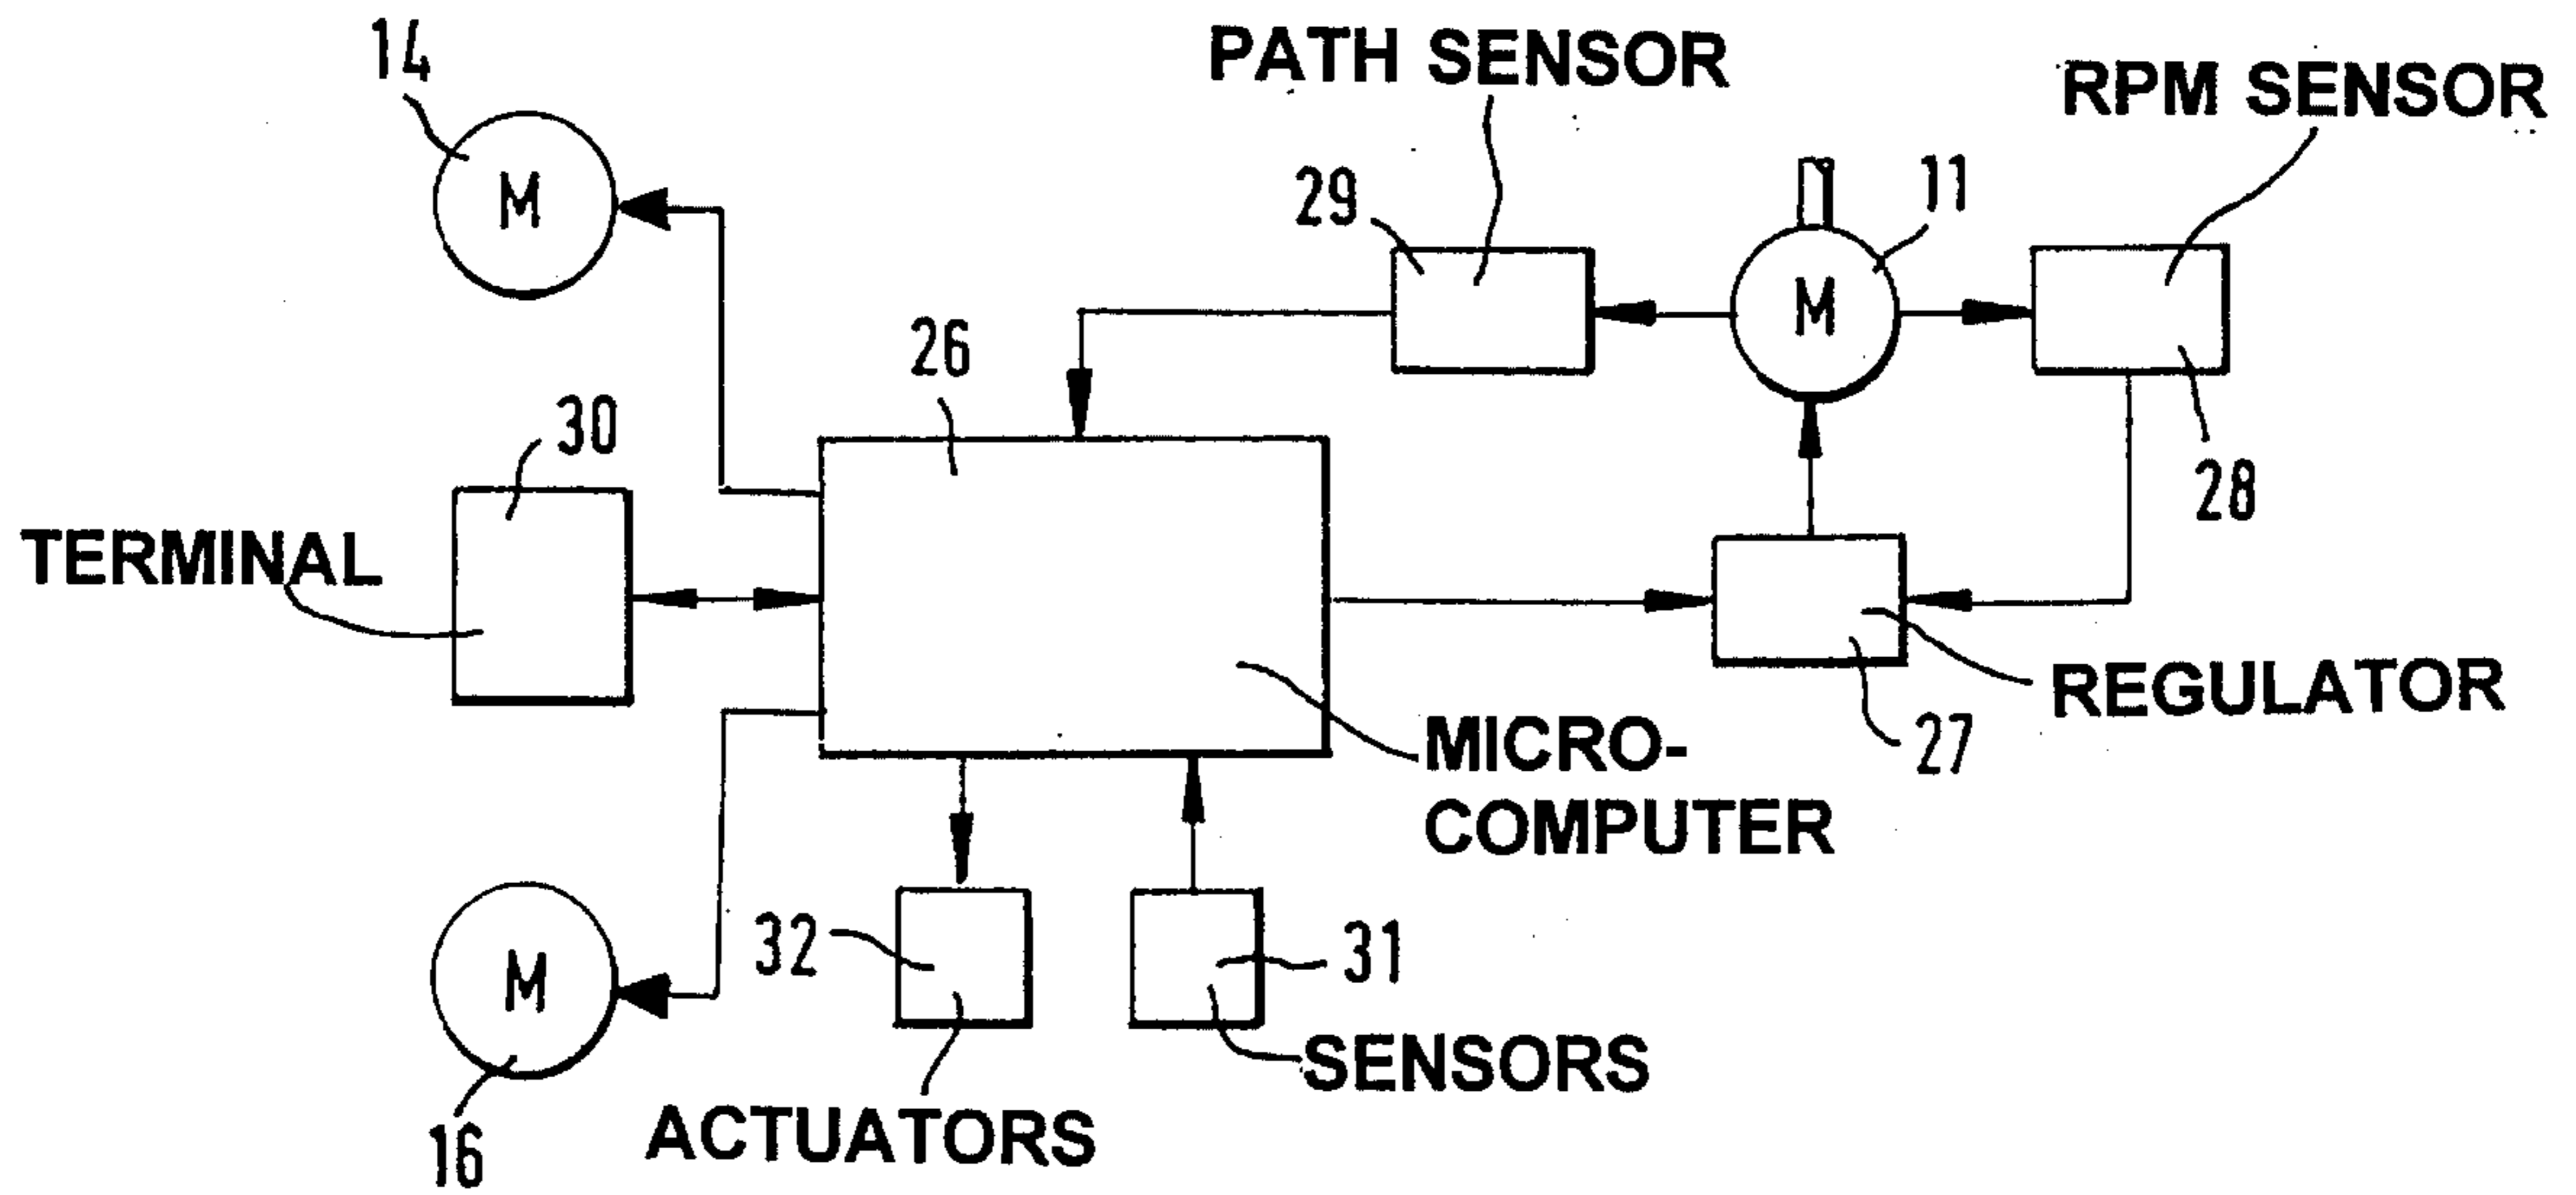 14
PATH SENSOR
RPM SENSOR
M
29
11
M
26
30
28
TERMINAL
REGULATOR
27
MICRO-
COMPUTER
32
31
M
SENSORS
ACTUATORS
16